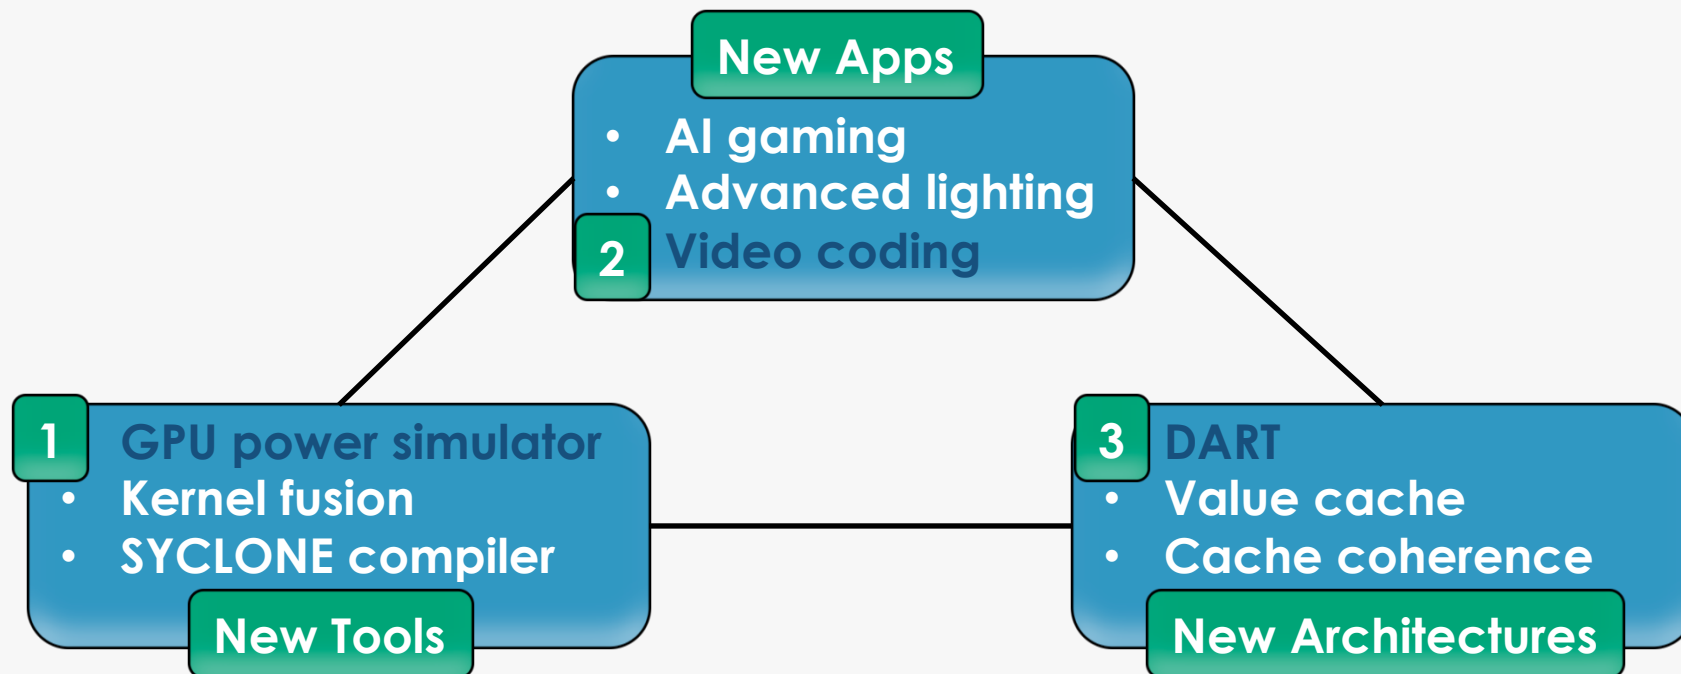 New Apps
• AI gaming
• Advanced lighting
2 Video coding
1 GPU power simulator
• Kernel fusion
• SYCLONE compiler
New Tools
3 DART
• Value cache
• Cache coherence
New Architectures